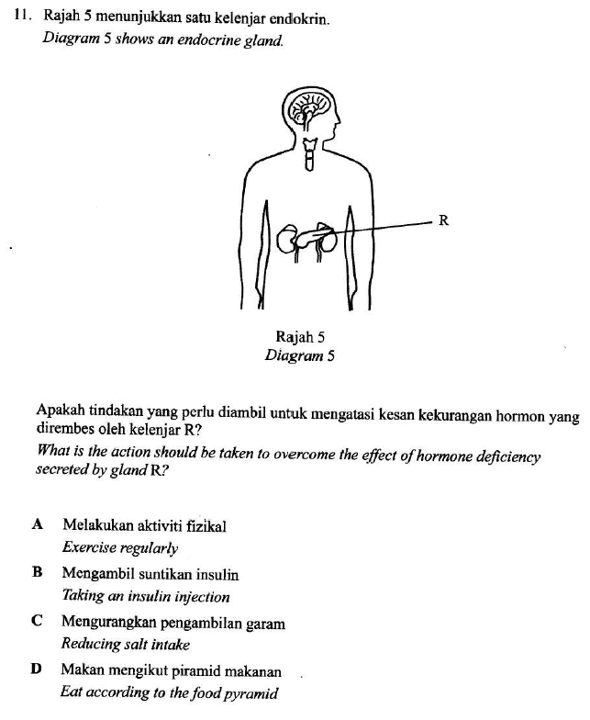 11. Rajah 5 menunjukkan satu kelenjar endokrin.
Diagram 5 shows an endocrine gland.
R
Rajah 5
Diagram 5
Apakah tindakan yang perlu diambil untuk mengatasi kesan kekurangan hormon yang
dirembes oleh kelenjar R?
What is the action should be taken to overcome the effect of hormone deficiency
secreted by gland R?
A Melakukan aktiviti fizikal
Exercise regularly
B Mengambil suntikan insulin
Taking an insulin injection
C Mengurangkan pengambilan garam
Reducing salt intake
D Makan mengikut piramid makanan
Eat according to the food pyramid